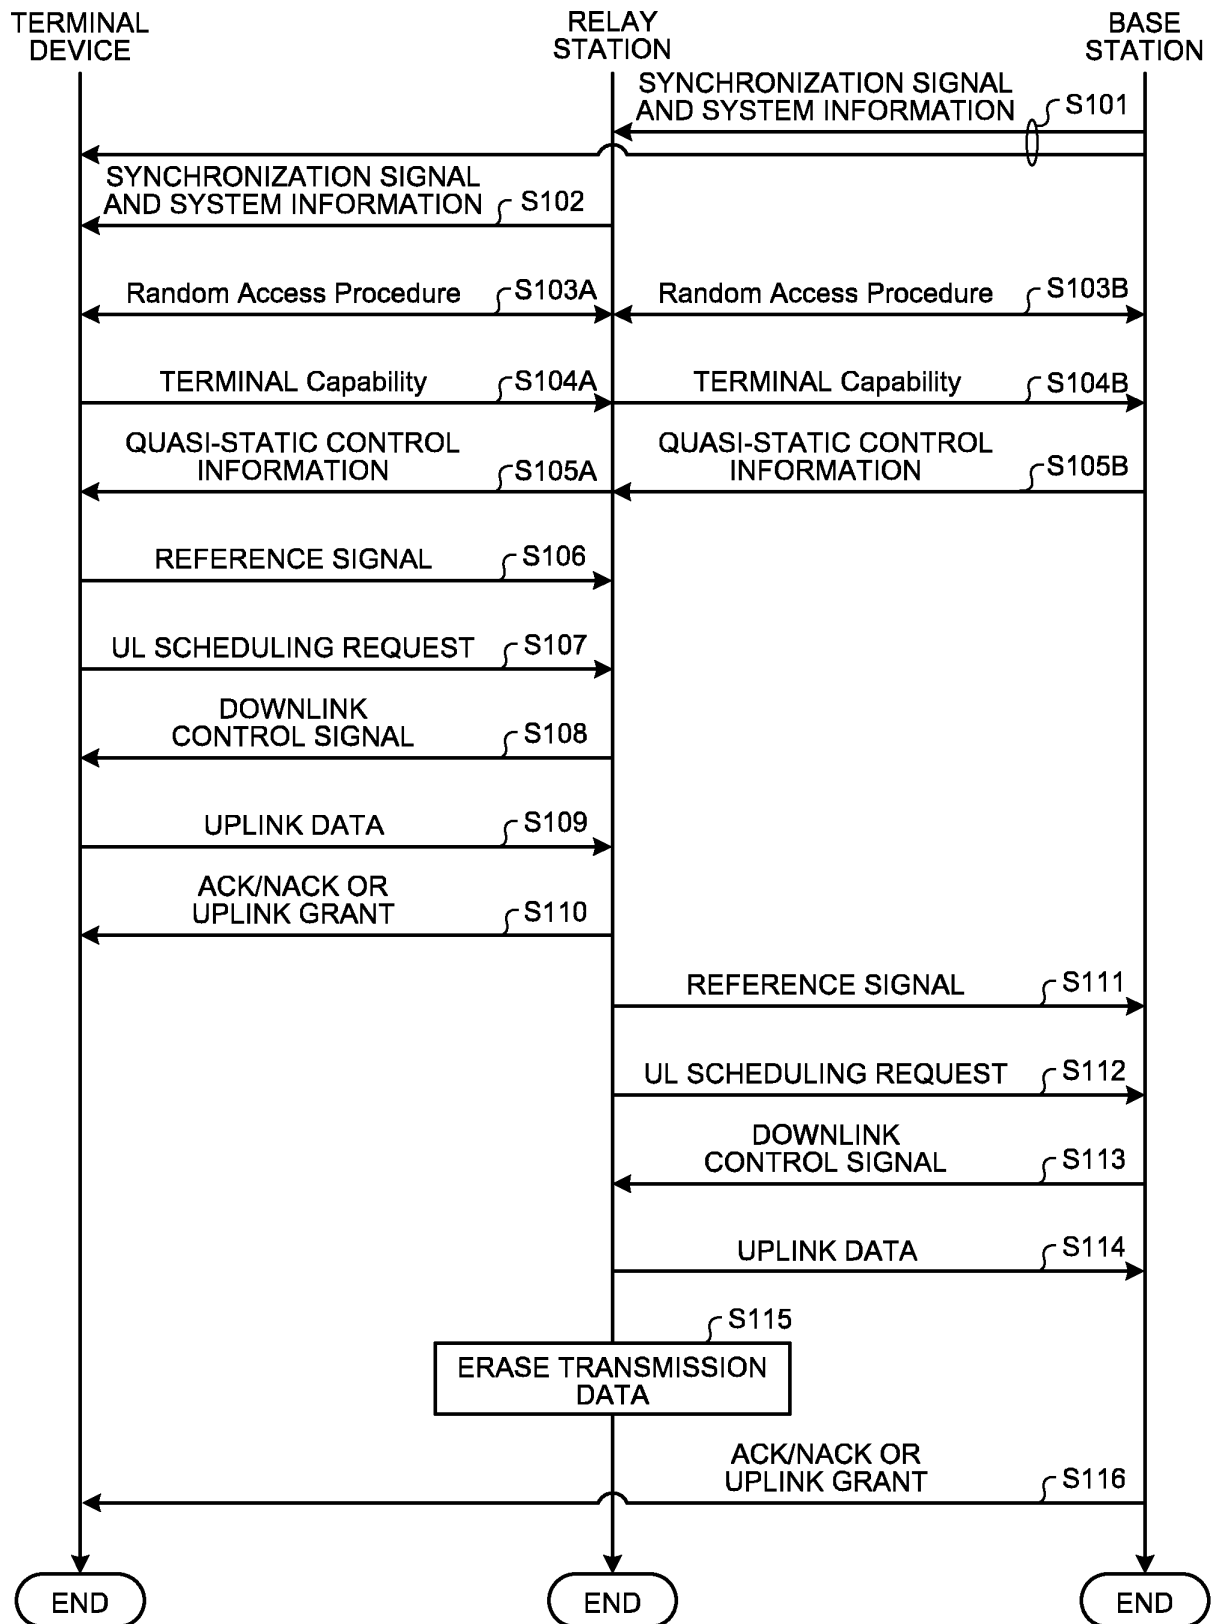 TERMINAL
DEVICE
RELAY
STATION
BASE
STATION
SYNCHRONIZATION SIGNAL
AND SYSTEM INFORMATION
S101
SYNCHRONIZATION SIGNAL
AND SYSTEM INFORMATION
S102
Random Access Procedure
S103A
Random Access Procedure
S103B
TERMINAL Capability
S104A
TERMINAL Capability
S104B
QUASI-STATIC CONTROL
INFORMATION
S105A
QUASI-STATIC CONTROL
INFORMATION
S105B
REFERENCE SIGNAL
S106
UL SCHEDULING REQUEST
S107
DOWNLINK
CONTROL SIGNAL
S108
UPLINK DATA
S109
ACK/NACK OR
UPLINK GRANT
S110
REFERENCE SIGNAL
S111
UL SCHEDULING REQUEST
S112
DOWNLINK
CONTROL SIGNAL
S113
UPLINK DATA
S114
S115
ERASE TRANSMISSION
DATA
ACK/NACK OR
UPLINK GRANT
S116
END
END
END